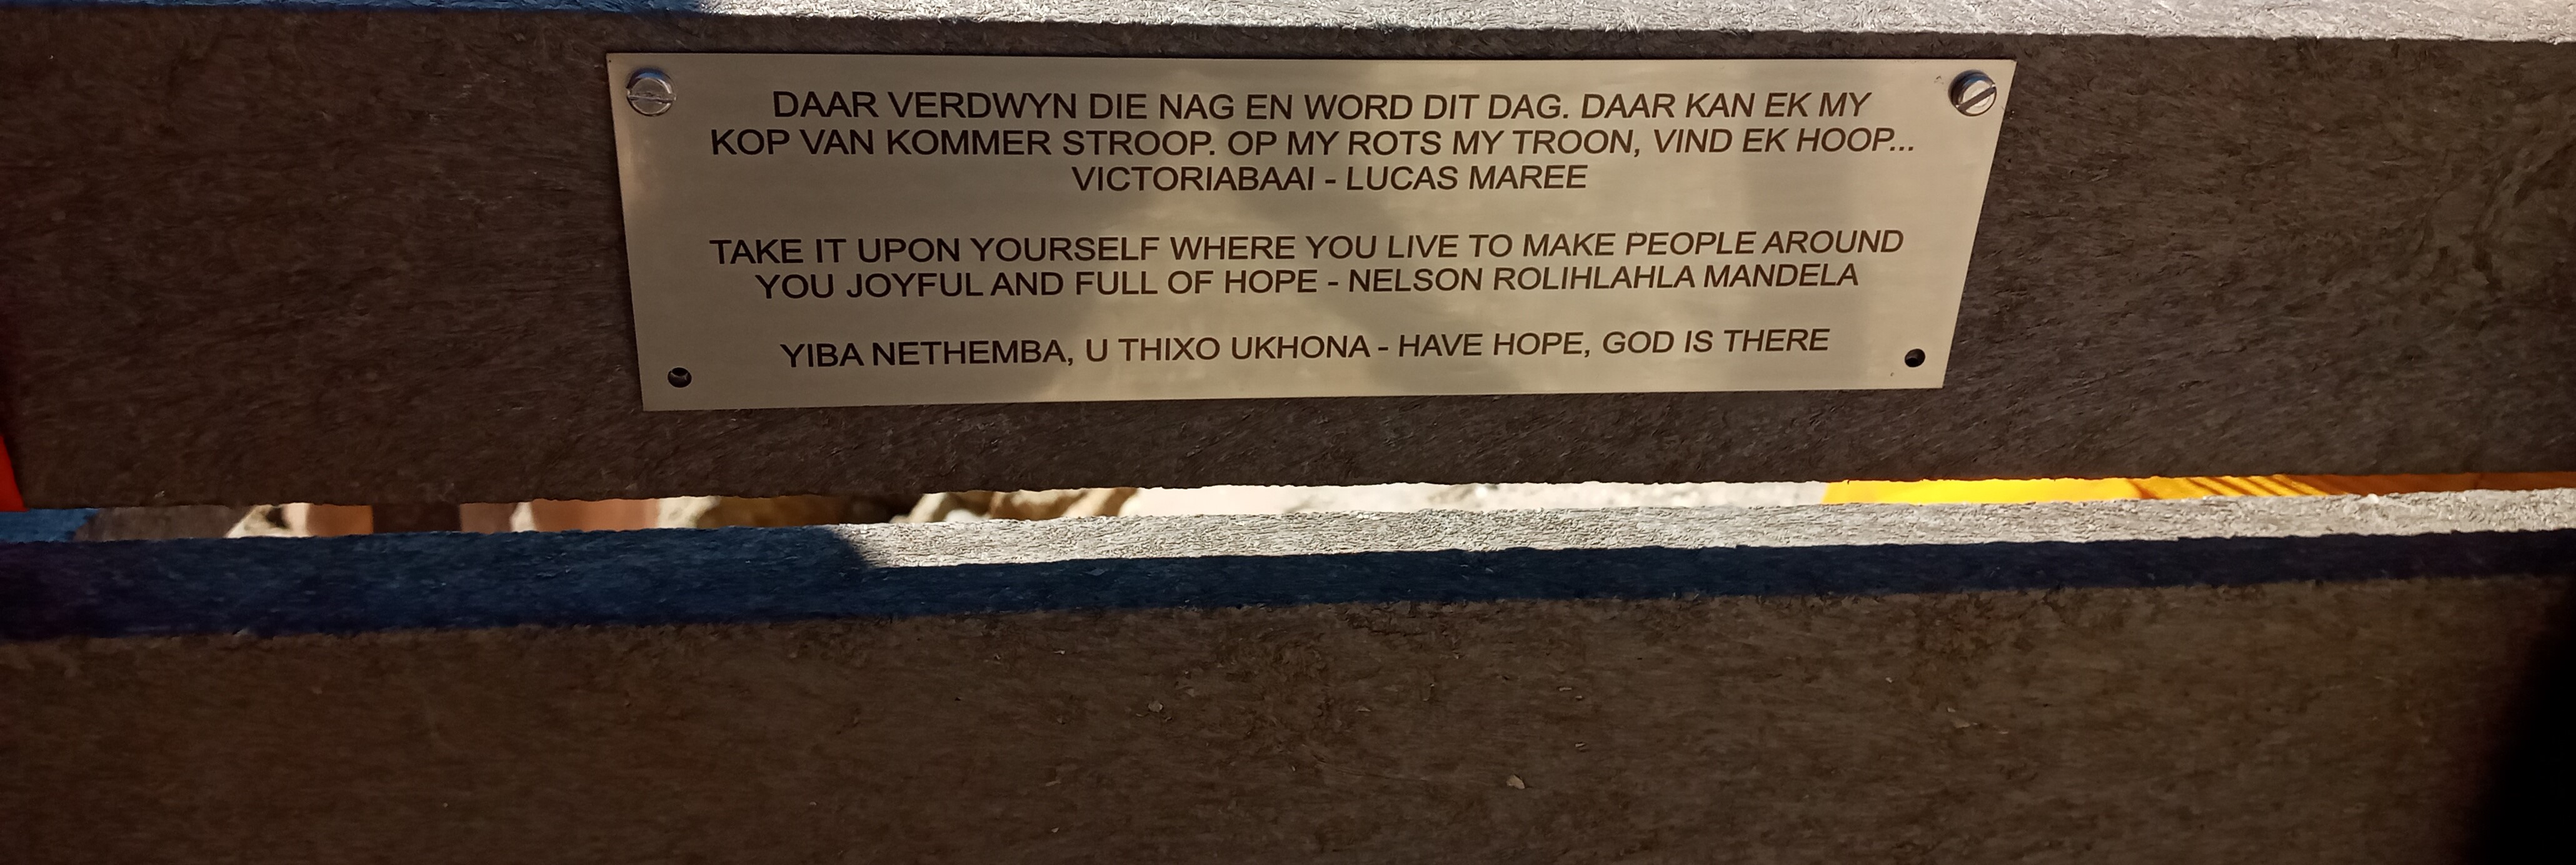 DAAR VERDWYN DIE NAG EN WORD DIT DAG. DAAR KAN EK MY
KOP VAN KOMMER STROOP. OP MY ROTS MY TROON, VIND EK HOOP...
VICTORIABAAI - LUCAS MAREE
TAKE IT UPON YOURSELF WHERE YOU LIVE TO MAKE PEOPLE AROUND
YOU JOYFUL AND FULL OF HOPE - NELSON ROLIHLAHLA MANDELA
YIBA NETHEMBA, U THIXO UKHONA - HAVE HOPE, GOD IS THERE